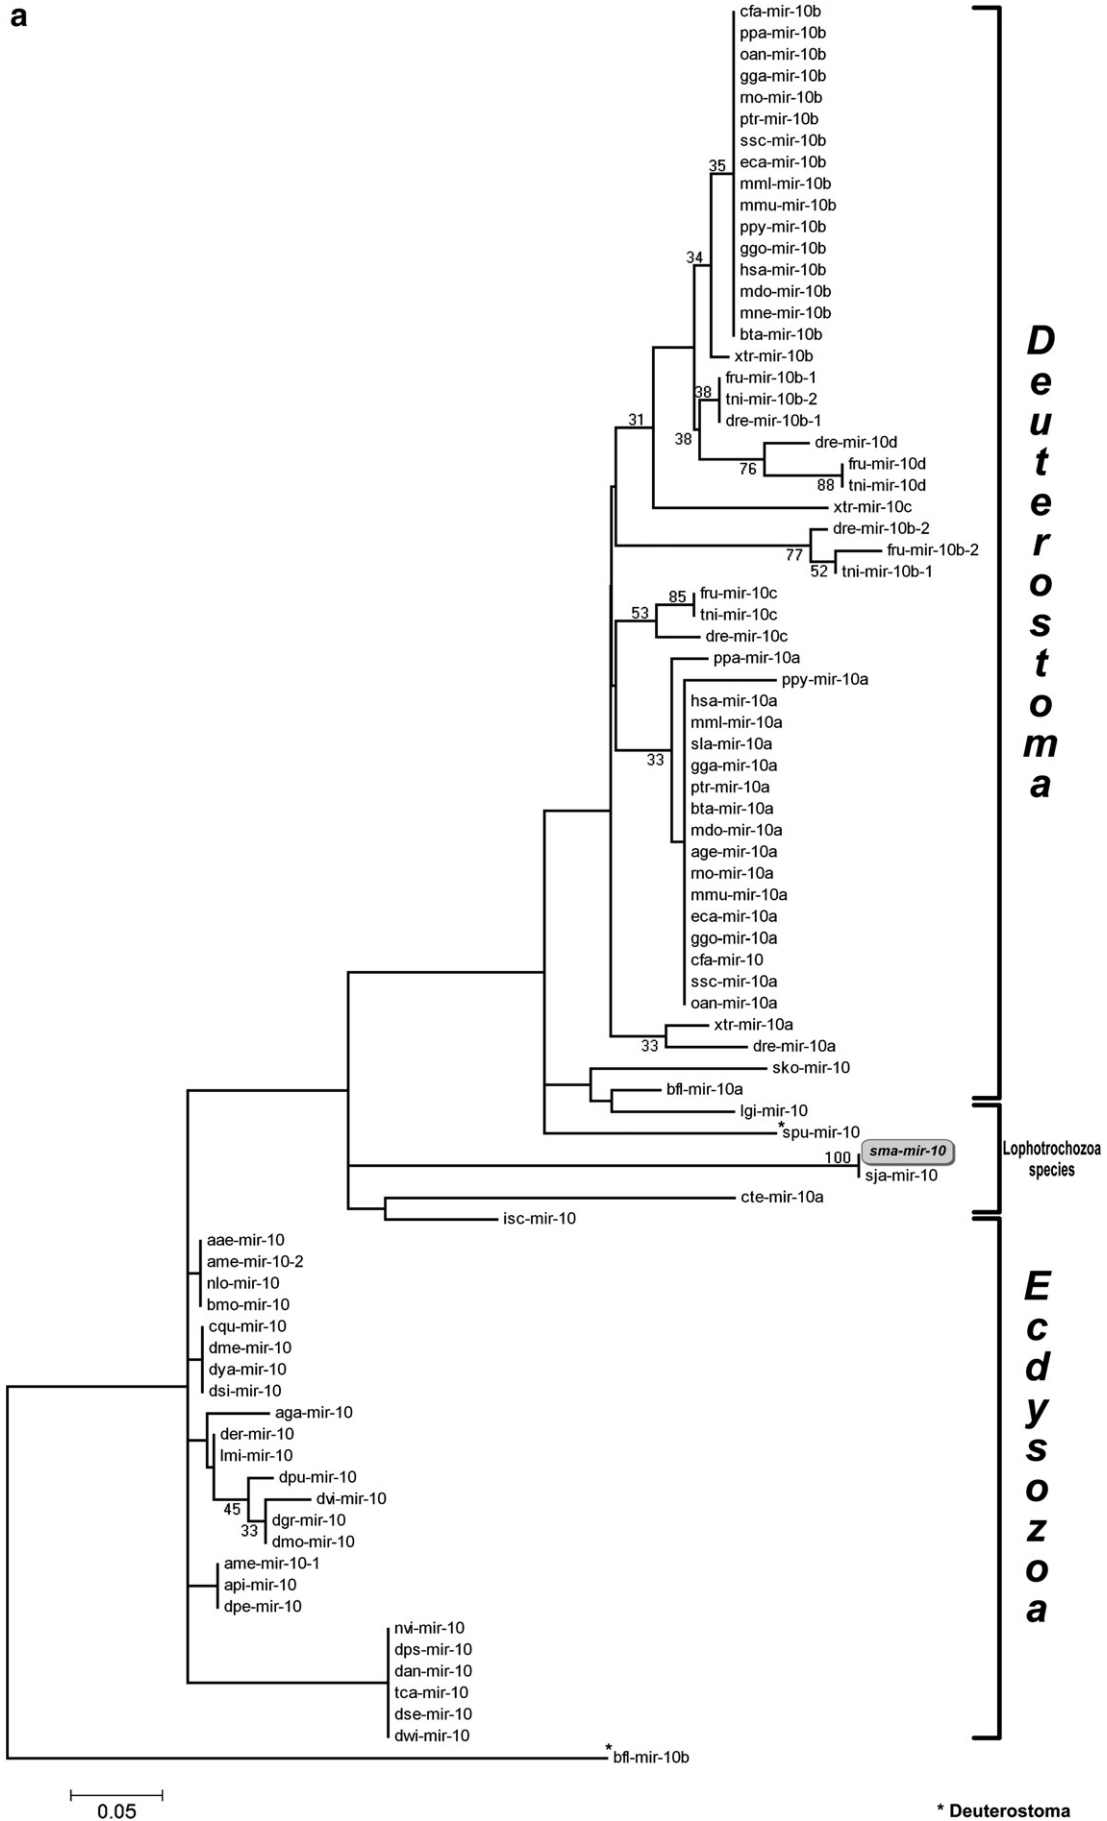 a
cfa-mir-10b
ppa-mir-10b
oan-mir-10b
gga-mir-10b
rno-mir-10b
ptr-mir-10b
ssc-mir-10b
eca-mir-10b
35
mml-mir-10b
mmu-mir-10b
ppy-mir-10b
ggo-mir-10b
34
hsa-mir-10b
mdo-mir-10b
mne-mir-10b
bta-mir-10b
xtr-mir-10b
fru-mir-10b-1
38
tni-mir-10b-2
31
dre-mir-10b-1
38
dre-mir-10d
76
fru-mir-10d
88
tni-mir-10d
xtr-mir-10c
dre-mir-10b-2
77
fru-mir-10b-2
52
tni-mir-10b-1
85
fru-mir-10c
53
tni-mir-10c
dre-mir-10c
ppa-mir-10a
ppy-mir-10a
hsa-mir-10a
mml-mir-10a
sla-mir-10a
33
gga-mir-10a
ptr-mir-10a
bta-mir-10a
mdo-mir-10a
age-mir-10a
rno-mir-10a
mmu-mir-10a
eca-mir-10a
ggo-mir-10a
cfa-mir-10
ssc-mir-10a
oan-mir-10a
xtr-mir-10a
33
dre-mir-10a
sko-mir-10
bfl-mir-10a
lgi-mir-10
*spu-mir-10
100
sma-mir-10
sja-mir-10
cte-mir-10a
isc-mir-10
aae-mir-10
ame-mir-10-2
nlo-mir-10
bmo-mir-10
cqu-mir-10
dme-mir-10
dya-mir-10
dsi-mir-10
aga-mir-10
der-mir-10
lmi-mir-10
dpu-mir-10
45
dvi-mir-10
33
dgr-mir-10
dmo-mir-10
ame-mir-10-1
api-mir-10
dpe-mir-10
nvi-mir-10
dps-mir-10
dan-mir-10
tca-mir-10
dse-mir-10
dwi-mir-10
*bfl-mir-10b
Deuterostoma
Lophotrochozoa
species
Ecdysozoa
0.05
* Deuterostoma